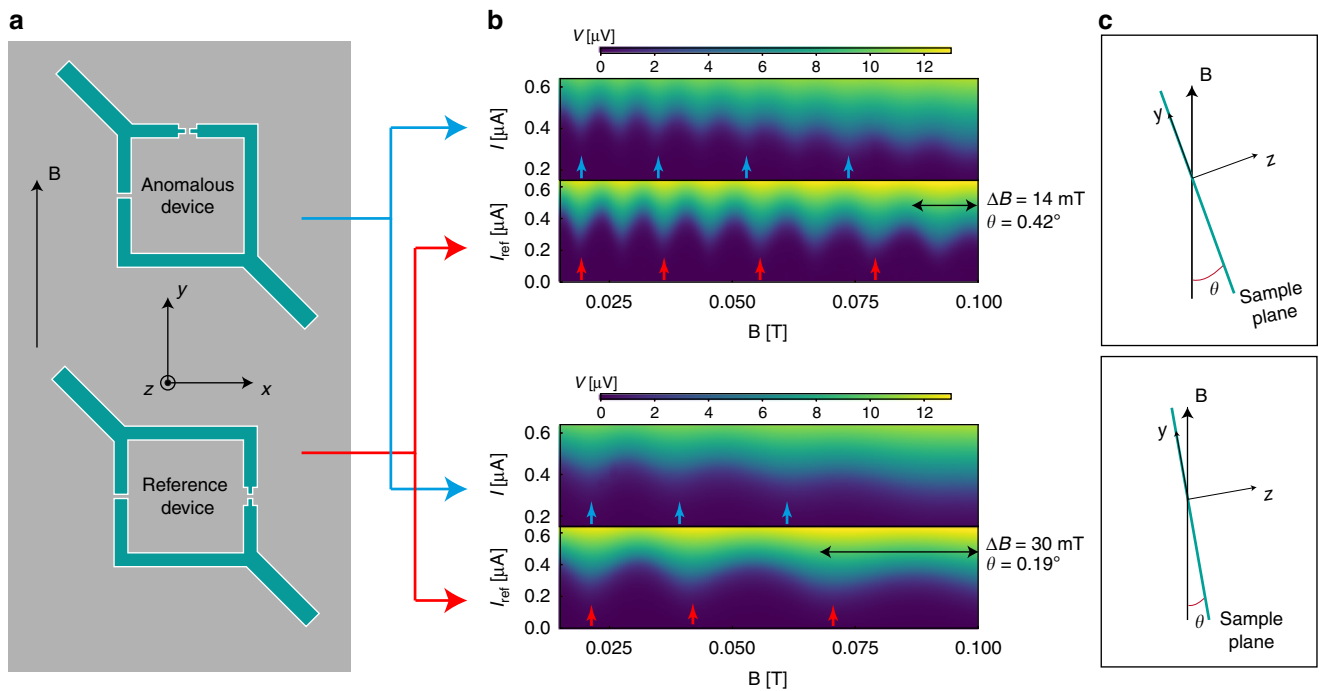 a
B
Anomalous
device
y
z
x
Reference
device
b
V [μV]
0 2 4 6 8 10 12
I [μA]
0.6
0.4
0.2
I_ref [μA]
0.6
0.4
0.2
0.0
ΔB = 14 mT
θ = 0.42°
0.025 0.050 0.075 0.100
B [T]
V [μV]
0 2 4 6 8 10 12
I [μA]
0.6
0.4
0.2
I_ref [μA]
0.6
0.4
0.2
0.0
ΔB = 30 mT
θ = 0.19°
0.025 0.050 0.075 0.100
B [T]
c
B
y
z
θ
Sample
plane
B
y
z
θ
Sample
plane